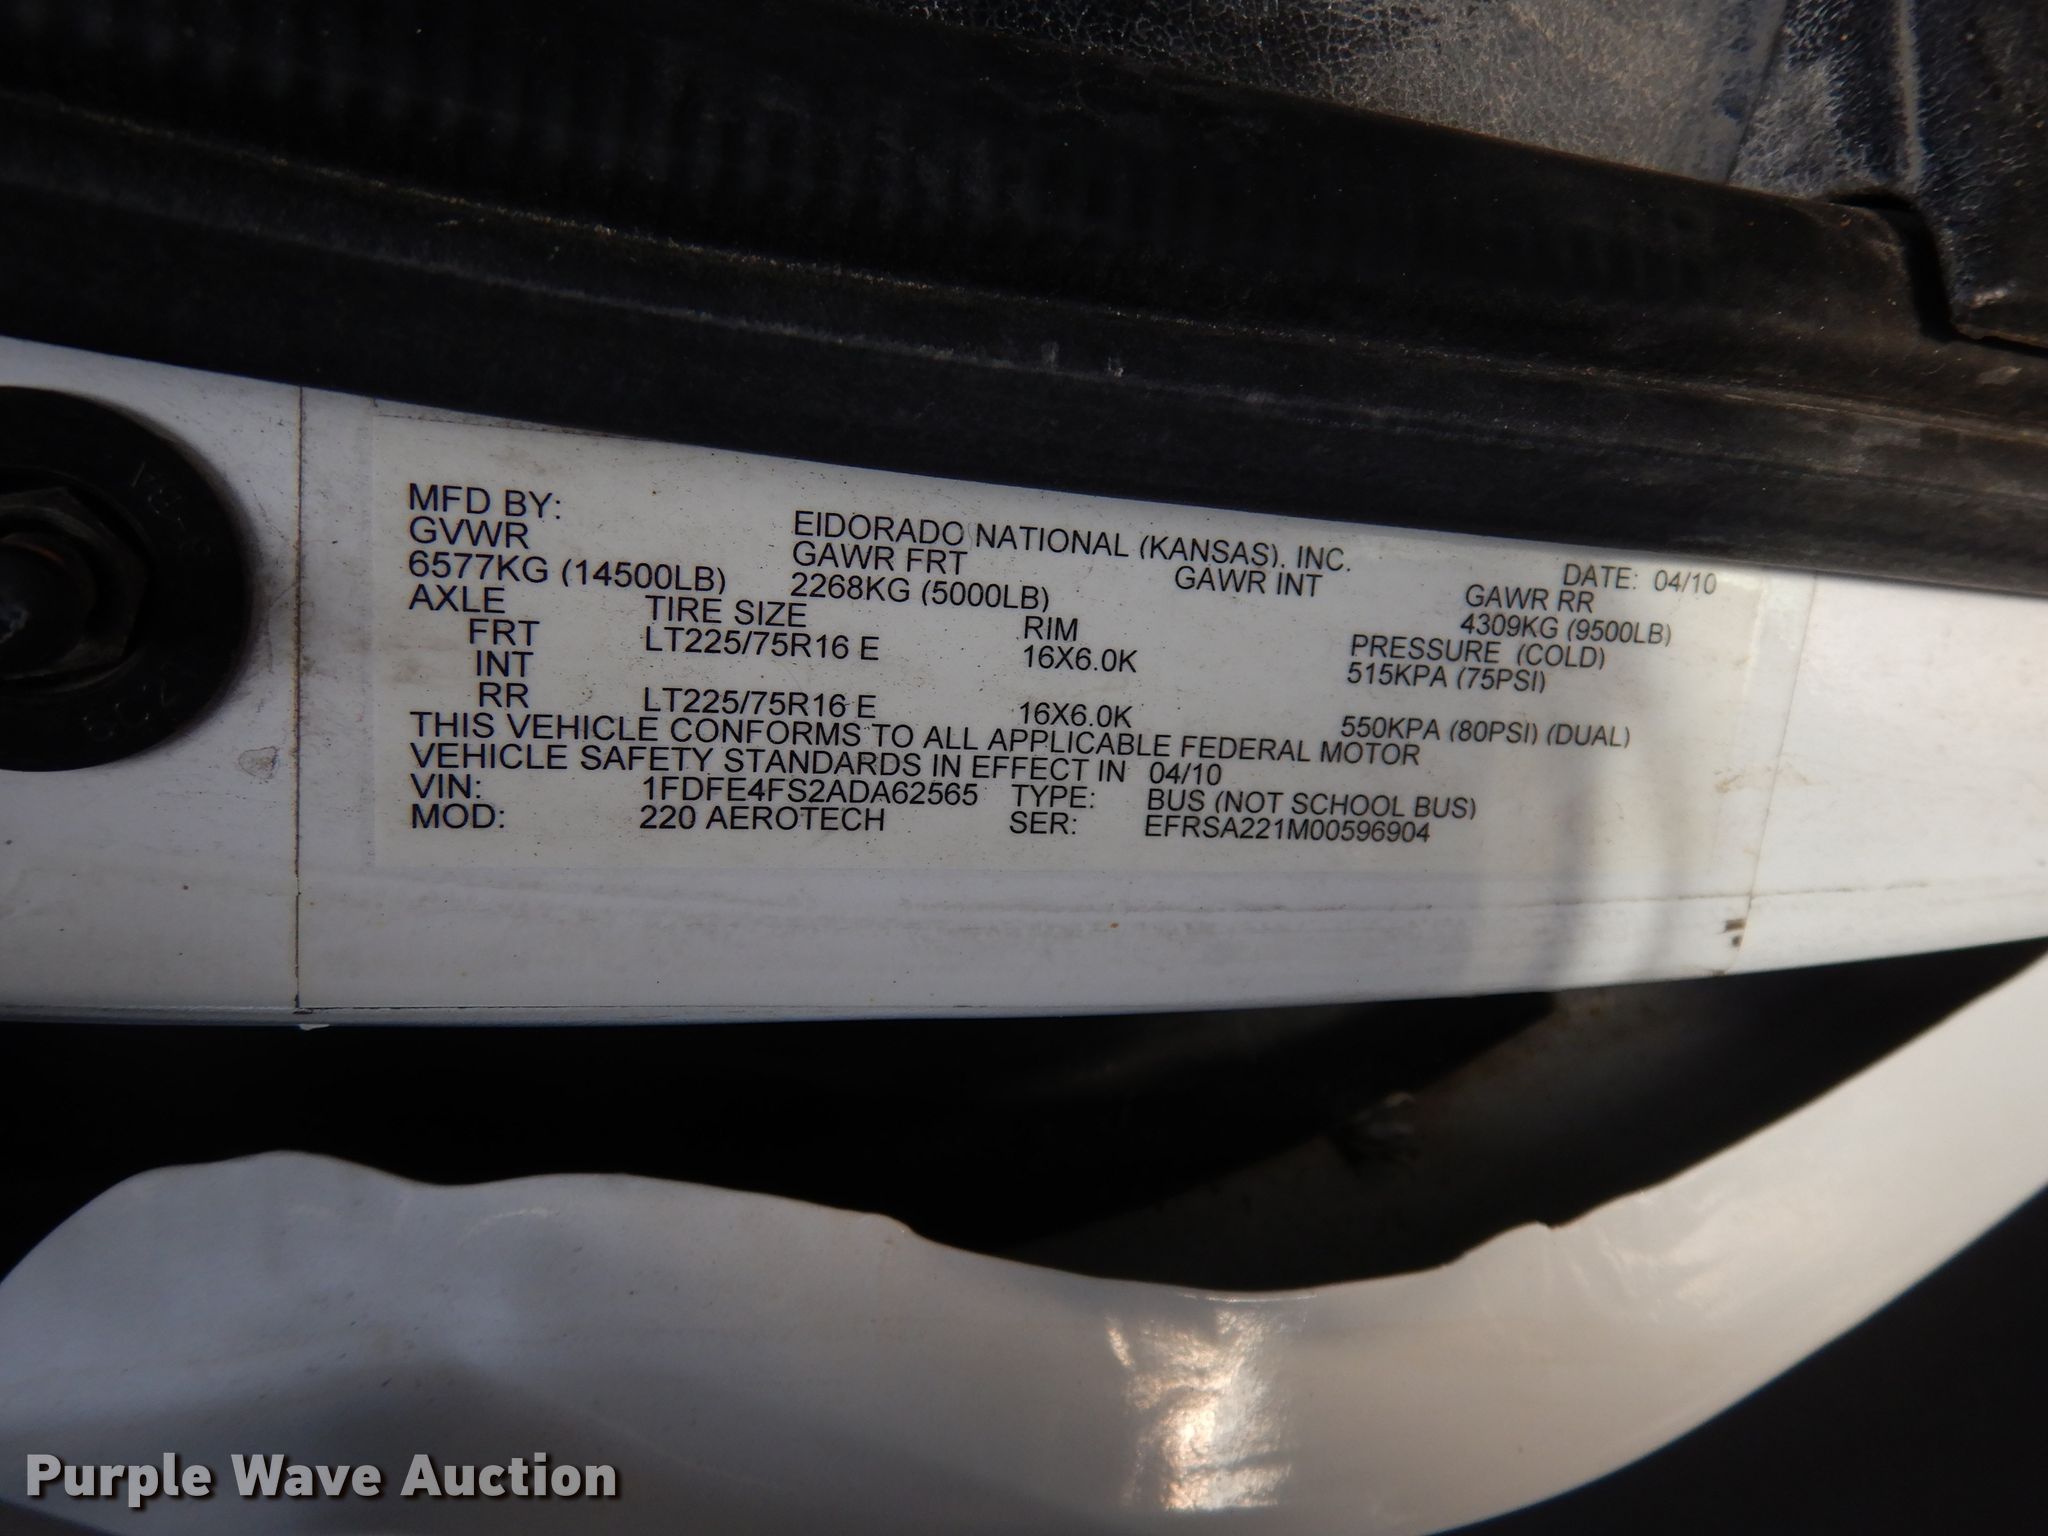 MFD BY: EIDORADO NATIONAL (KANSAS), INC. DATE: 04/10
GVWR GAWR FRT GAWR INT GAWR RR
6577KG (14500LB) 2268KG (5000LB) 4309KG (9500LB)
AXLE TIRE SIZE RIM PRESSURE (COLD)
FRT LT225/75R16 E 16X6.0K 515KPA (75PSI)
INT
RR LT225/75R16 E 16X6.0K 550KPA (80PSI) (DUAL)
THIS VEHICLE CONFORMS TO ALL APPLICABLE FEDERAL MOTOR
VEHICLE SAFETY STANDARDS IN EFFECT IN 04/10
VIN: 1FDFE4FS2ADA62565 TYPE: BUS (NOT SCHOOL BUS)
MOD: 220 AEROTECH SER: EFRSA221M00596904
Purple Wave Auction